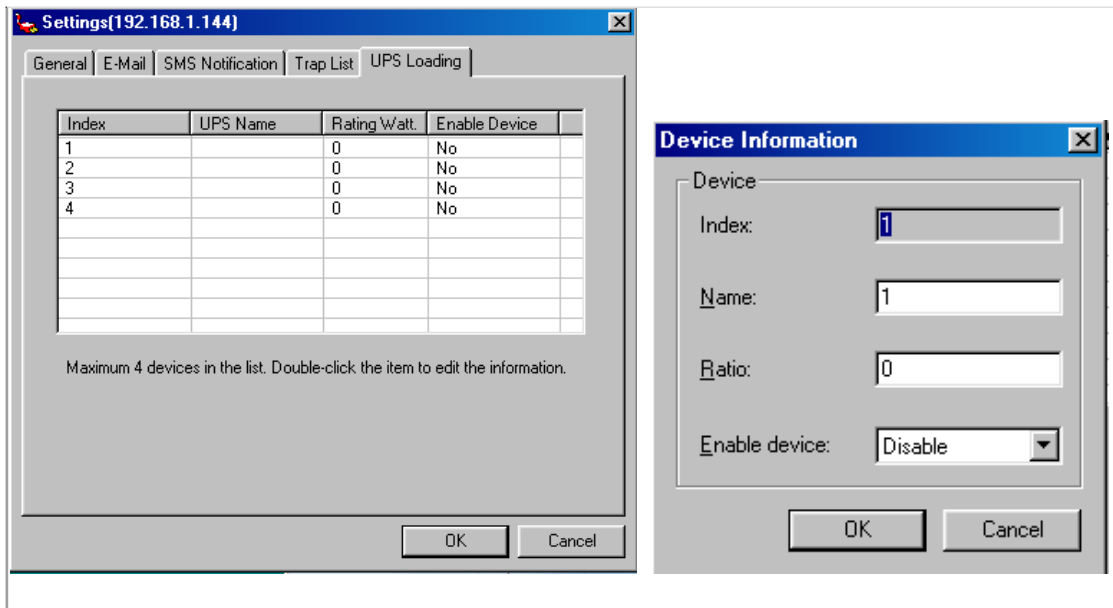 Settings(192.168.1.144)
General E-Mail SMS Notification Trap List UPS Loading
Index UPS Name Rating Watt. Enable Device
1 0 No
2 0 No
3 0 No
4 0 No
Maximum 4 devices in the list. Double-click the item to edit the information.
OK Cancel
Device Information
Device
Index: 1
Name: 1
Ratio: 0
Enable device: Disable
OK Cancel